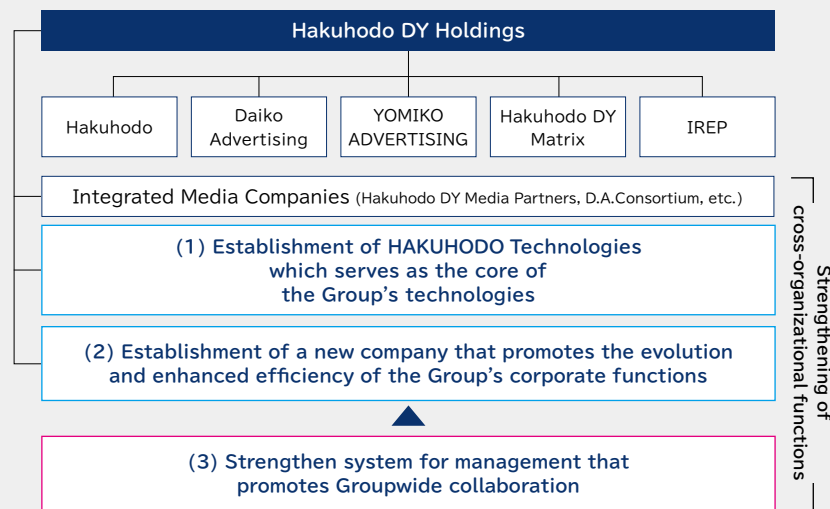 Hakuhodo DY Holdings
Hakuhodo
Daiko
Advertising
YOMIKO
ADVERTISING
Hakuhodo DY
Matrix
IREP
Integrated Media Companies (Hakuhodo DY Media Partners, D.A.Consortium, etc.)
(1) Establishment of HAKUHODO Technologies
which serves as the core of
the Group's technologies
(2) Establishment of a new company that promotes the evolution
and enhanced efficiency of the Group's corporate functions
(3) Strengthen system for management that
promotes Groupwide collaboration
Strengthening of
cross-organizational functions